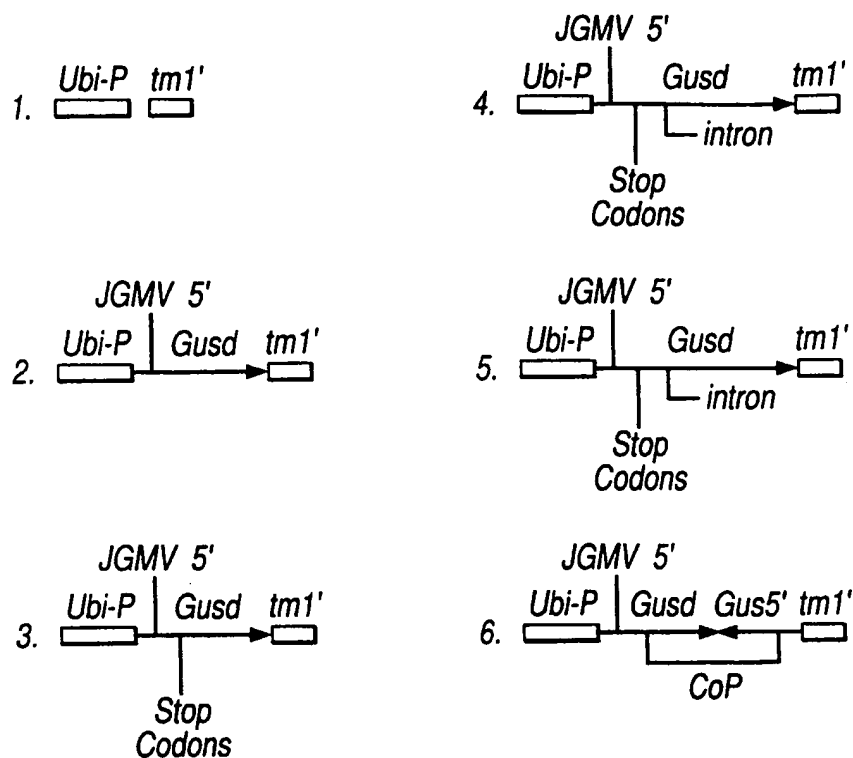 Ubi-P tm1'
1.
JGMV 5'
Ubi-P Gusd tm1'
2.
JGMV 5'
Ubi-P Gusd tm1'
3.
Stop
Codons
JGMV 5'
Ubi-P Gusd tm1'
4.
intron
Stop
Codons
JGMV 5'
Ubi-P Gusd tm1'
5.
intron
Stop
Codons
JGMV 5'
Ubi-P Gusd Gus5' tm1'
6.
CoP